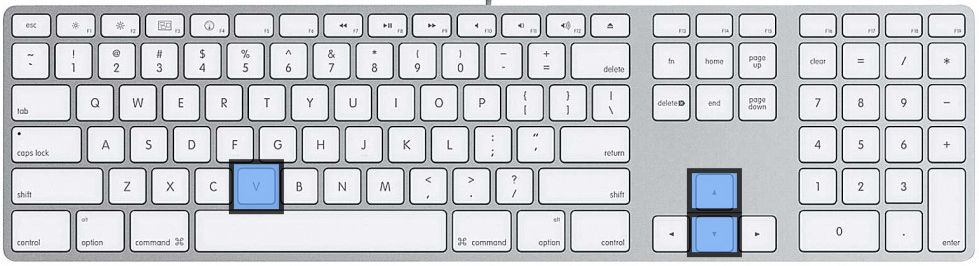 esc F1 F2 F3 F4 F5 F6 F7 F8 F9 F10 F11 F12 F13 F14 F15 F16 F17 F18 F19
~ ! @ # $ % ^ & * ( ) _ +
` 1 2 3 4 5 6 7 8 9 0 - = delete fn home page up clear = / *
tab Q W E R T Y U I O P { [ } ] | \ delete end page down 7 8 9 -
caps lock A S D F G H J K L : ; " ' return 4 5 6 +
shift Z X C V B N M < , > . ? / shift 1 2 3
control alt option command ⌘ ⌘ command alt option control 0 . enter